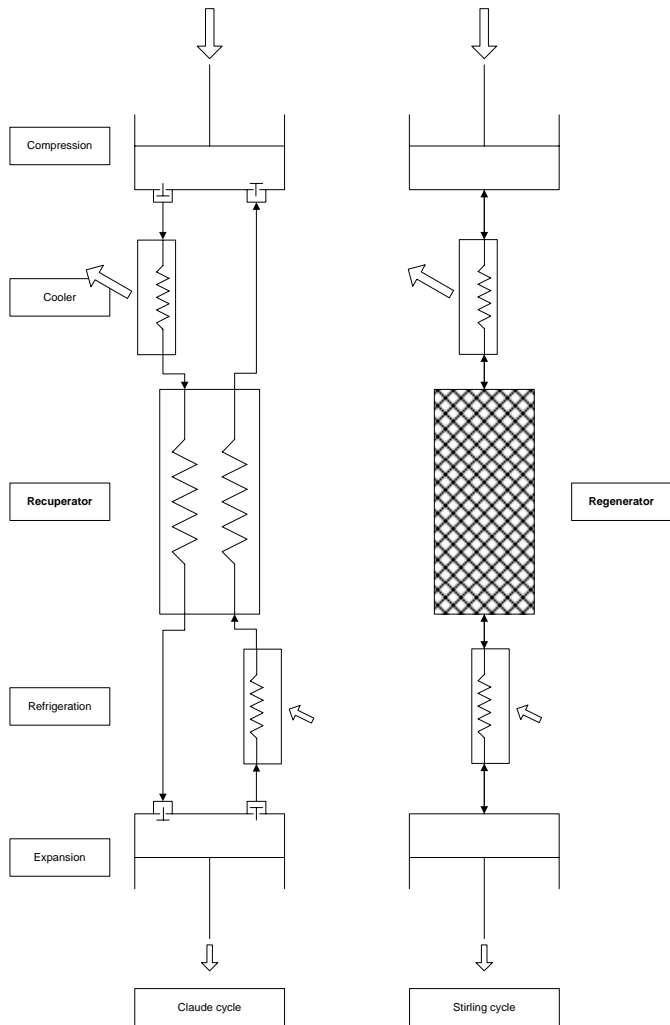 Compression
Cooler
Recuperator
Regenerator
Refrigeration
Expansion
Claude cycle
Stirling cycle